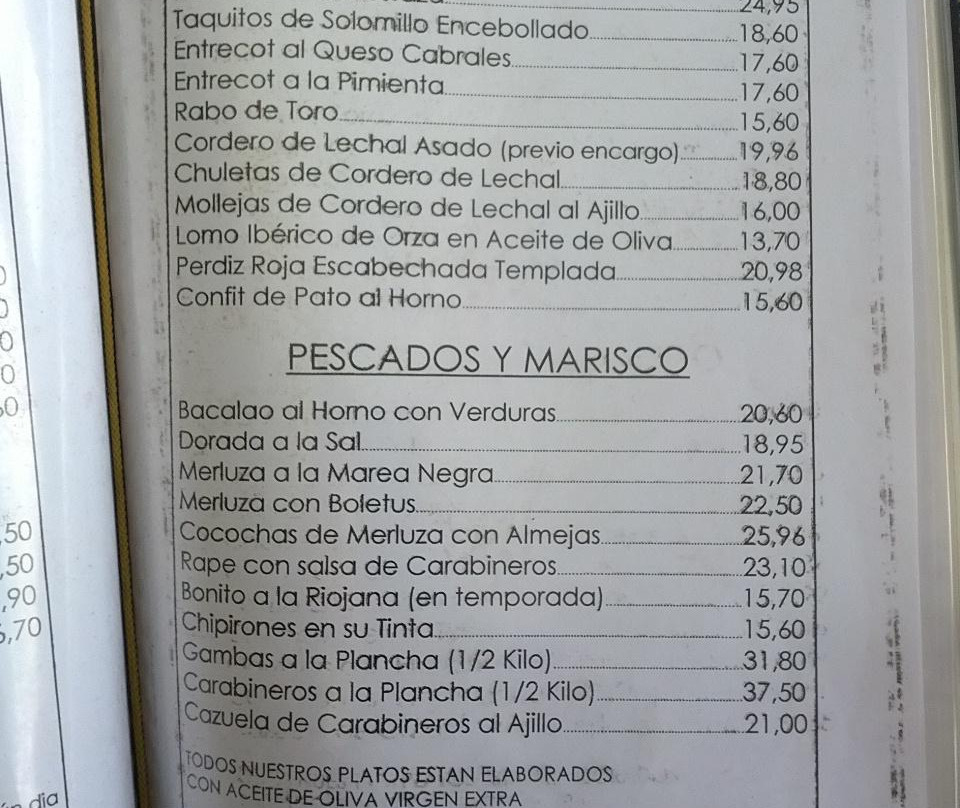 24,95
Taquitos de Solomillo Encebollado 18,60
Entrecot al Queso Cabrales 17,60
Entrecot a la Pimienta 17,60
Rabo de Toro 15,60
Cordero de Lechal Asado (previo encargo) 19,96
Chuletas de Cordero de Lechal 18,80
Mollejas de Cordero de Lechal al Ajillo 16,00
Lomo Ibérico de Orza en Aceite de Oliva 13,70
Perdiz Roja Escabechada Templada 20,98
Confit de Pato al Horno 15,60
PESCADOS Y MARISCO
Bacalao al Horno con Verduras 20,60
Dorada a la Sal 18,95
Merluza a la Marea Negra 21,70
Merluza con Boletus 22,50
Cocochas de Merluza con Almejas 25,96
Rape con salsa de Carabineros 23,10
Bonito a la Riojana (en temporada) 15,70
Chipirones en su Tinta 15,60
Gambas a la Plancha (1/2 Kilo) 31,80
Carabineros a la Plancha (1/2 Kilo) 37,50
Cazuela de Carabineros al Ajillo 21,00
TODOS NUESTROS PLATOS ESTAN ELABORADOS
CON ACEITE DE OLIVA VIRGEN EXTRA
,50
,50
,90
,70
dia